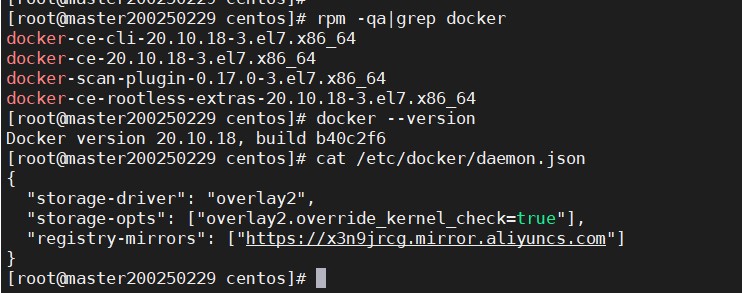 [root@master200250229 centos]#
[root@master200250229 centos]# rpm -qa|grep docker
docker-ce-cli-20.10.18-3.el7.x86_64
docker-ce-20.10.18-3.el7.x86_64
docker-scan-plugin-0.17.0-3.el7.x86_64
docker-ce-rootless-extras-20.10.18-3.el7.x86_64
[root@master200250229 centos]# docker --version
Docker version 20.10.18, build b40c2f6
[root@master200250229 centos]# cat /etc/docker/daemon.json
{
  "storage-driver": "overlay2",
  "storage-opts": ["overlay2.override_kernel_check=true"],
  "registry-mirrors": ["https://x3n9jrcg.mirror.aliyuncs.com"]
}
[root@master200250229 centos]#